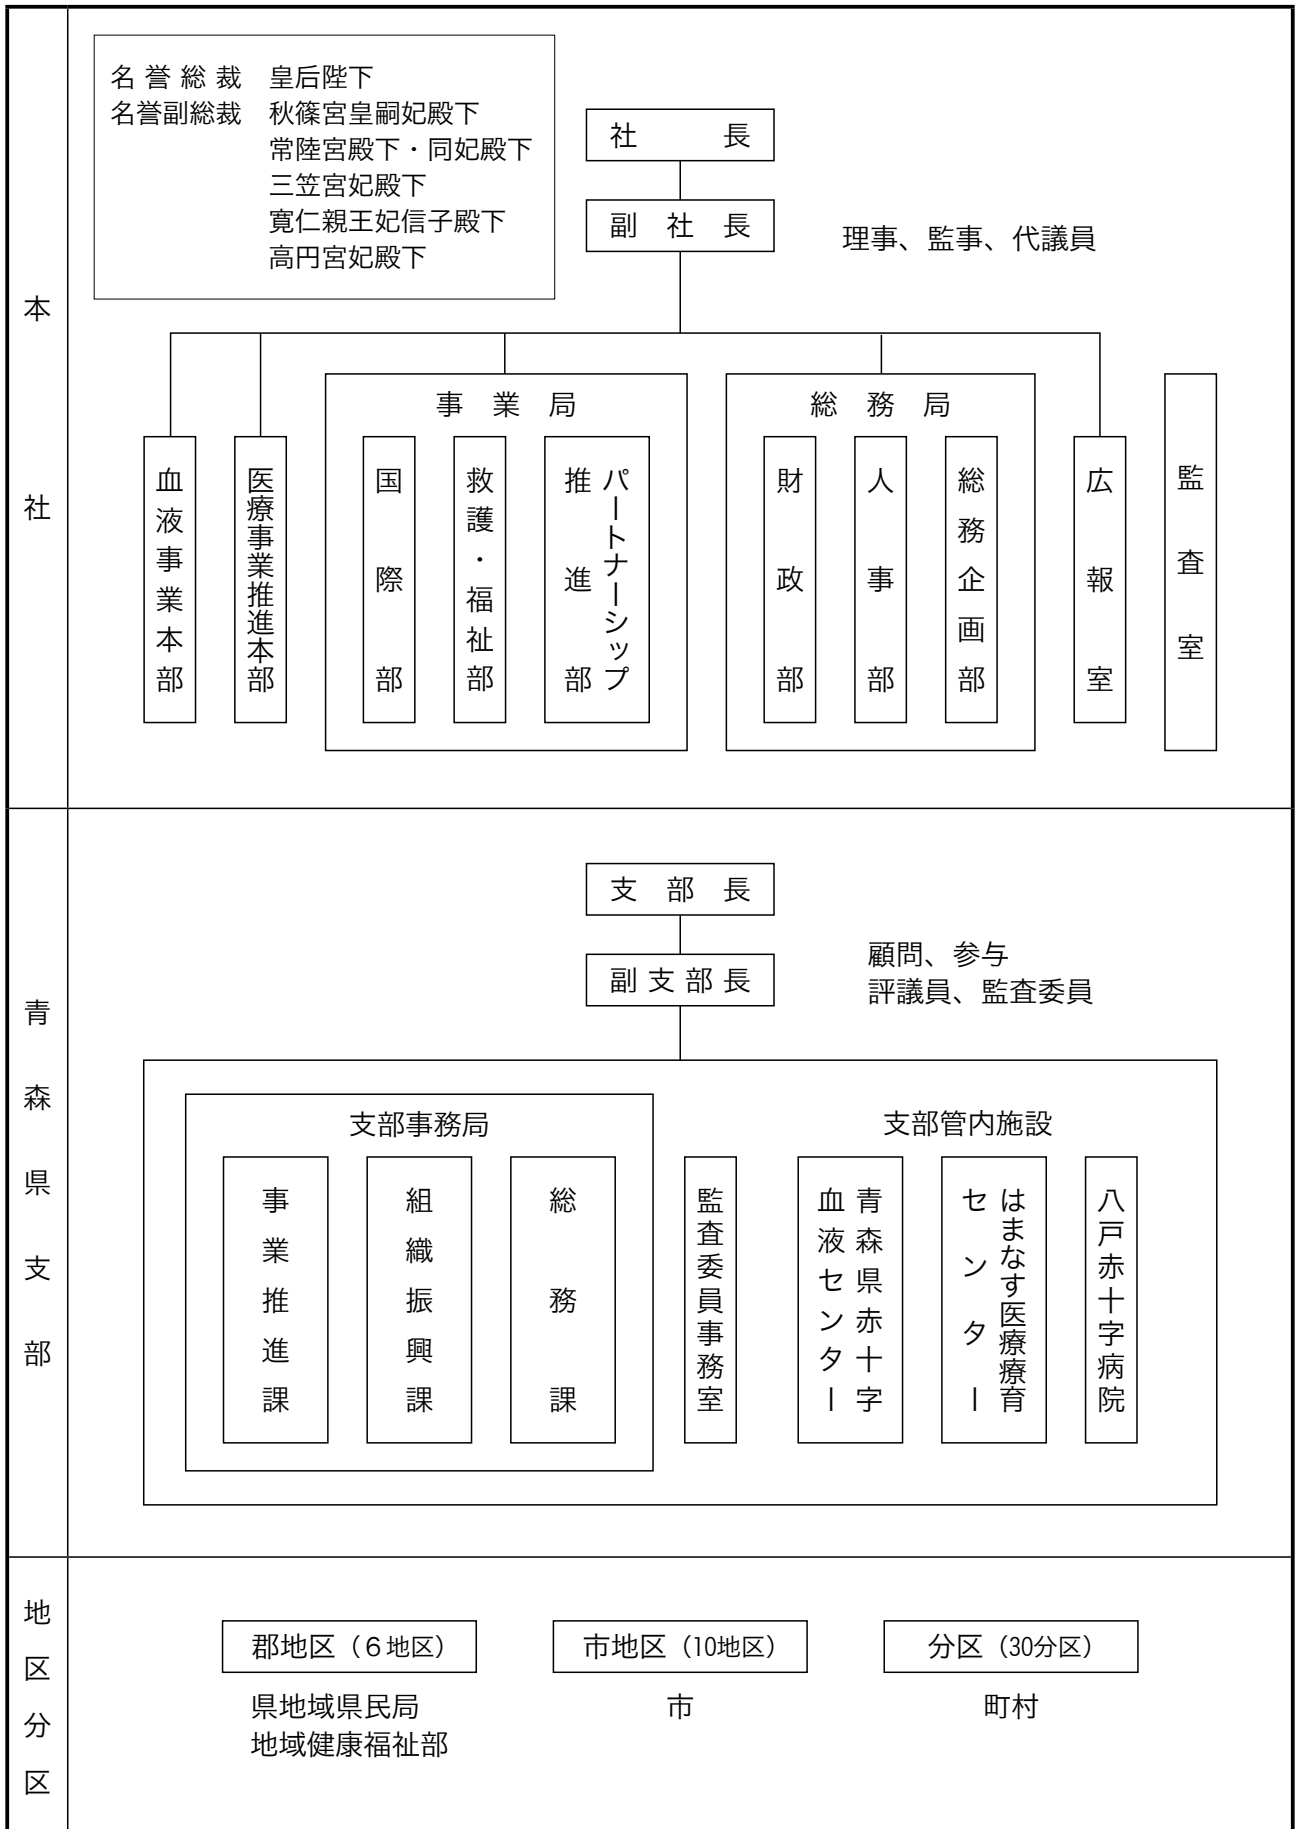 本社
名誉総裁　皇后陛下
名誉副総裁　秋篠宮皇嗣妃殿下
常陸宮殿下・同妃殿下
三笠宮妃殿下
寛仁親王妃信子殿下
高円宮妃殿下
社長
副社長
理事、監事、代議員
血液事業本部
医療事業推進本部
事業局
国際部
救護・福祉部
パートナーシップ
推進部
総務局
財政部
人事部
総務企画部
広報室
監査室
青森県支部
支部長
副支部長
顧問、参与
評議員、監査委員
支部事務局
事業推進課
組織振興課
総務課
監査委員事務室
支部管内施設
青森県赤十字
血液センター
はまなす医療療育
センター
八戸赤十字病院
地区分区
郡地区（６地区）
県地域県民局
地域健康福祉部
市地区（10地区）
市
分区（30分区）
町村